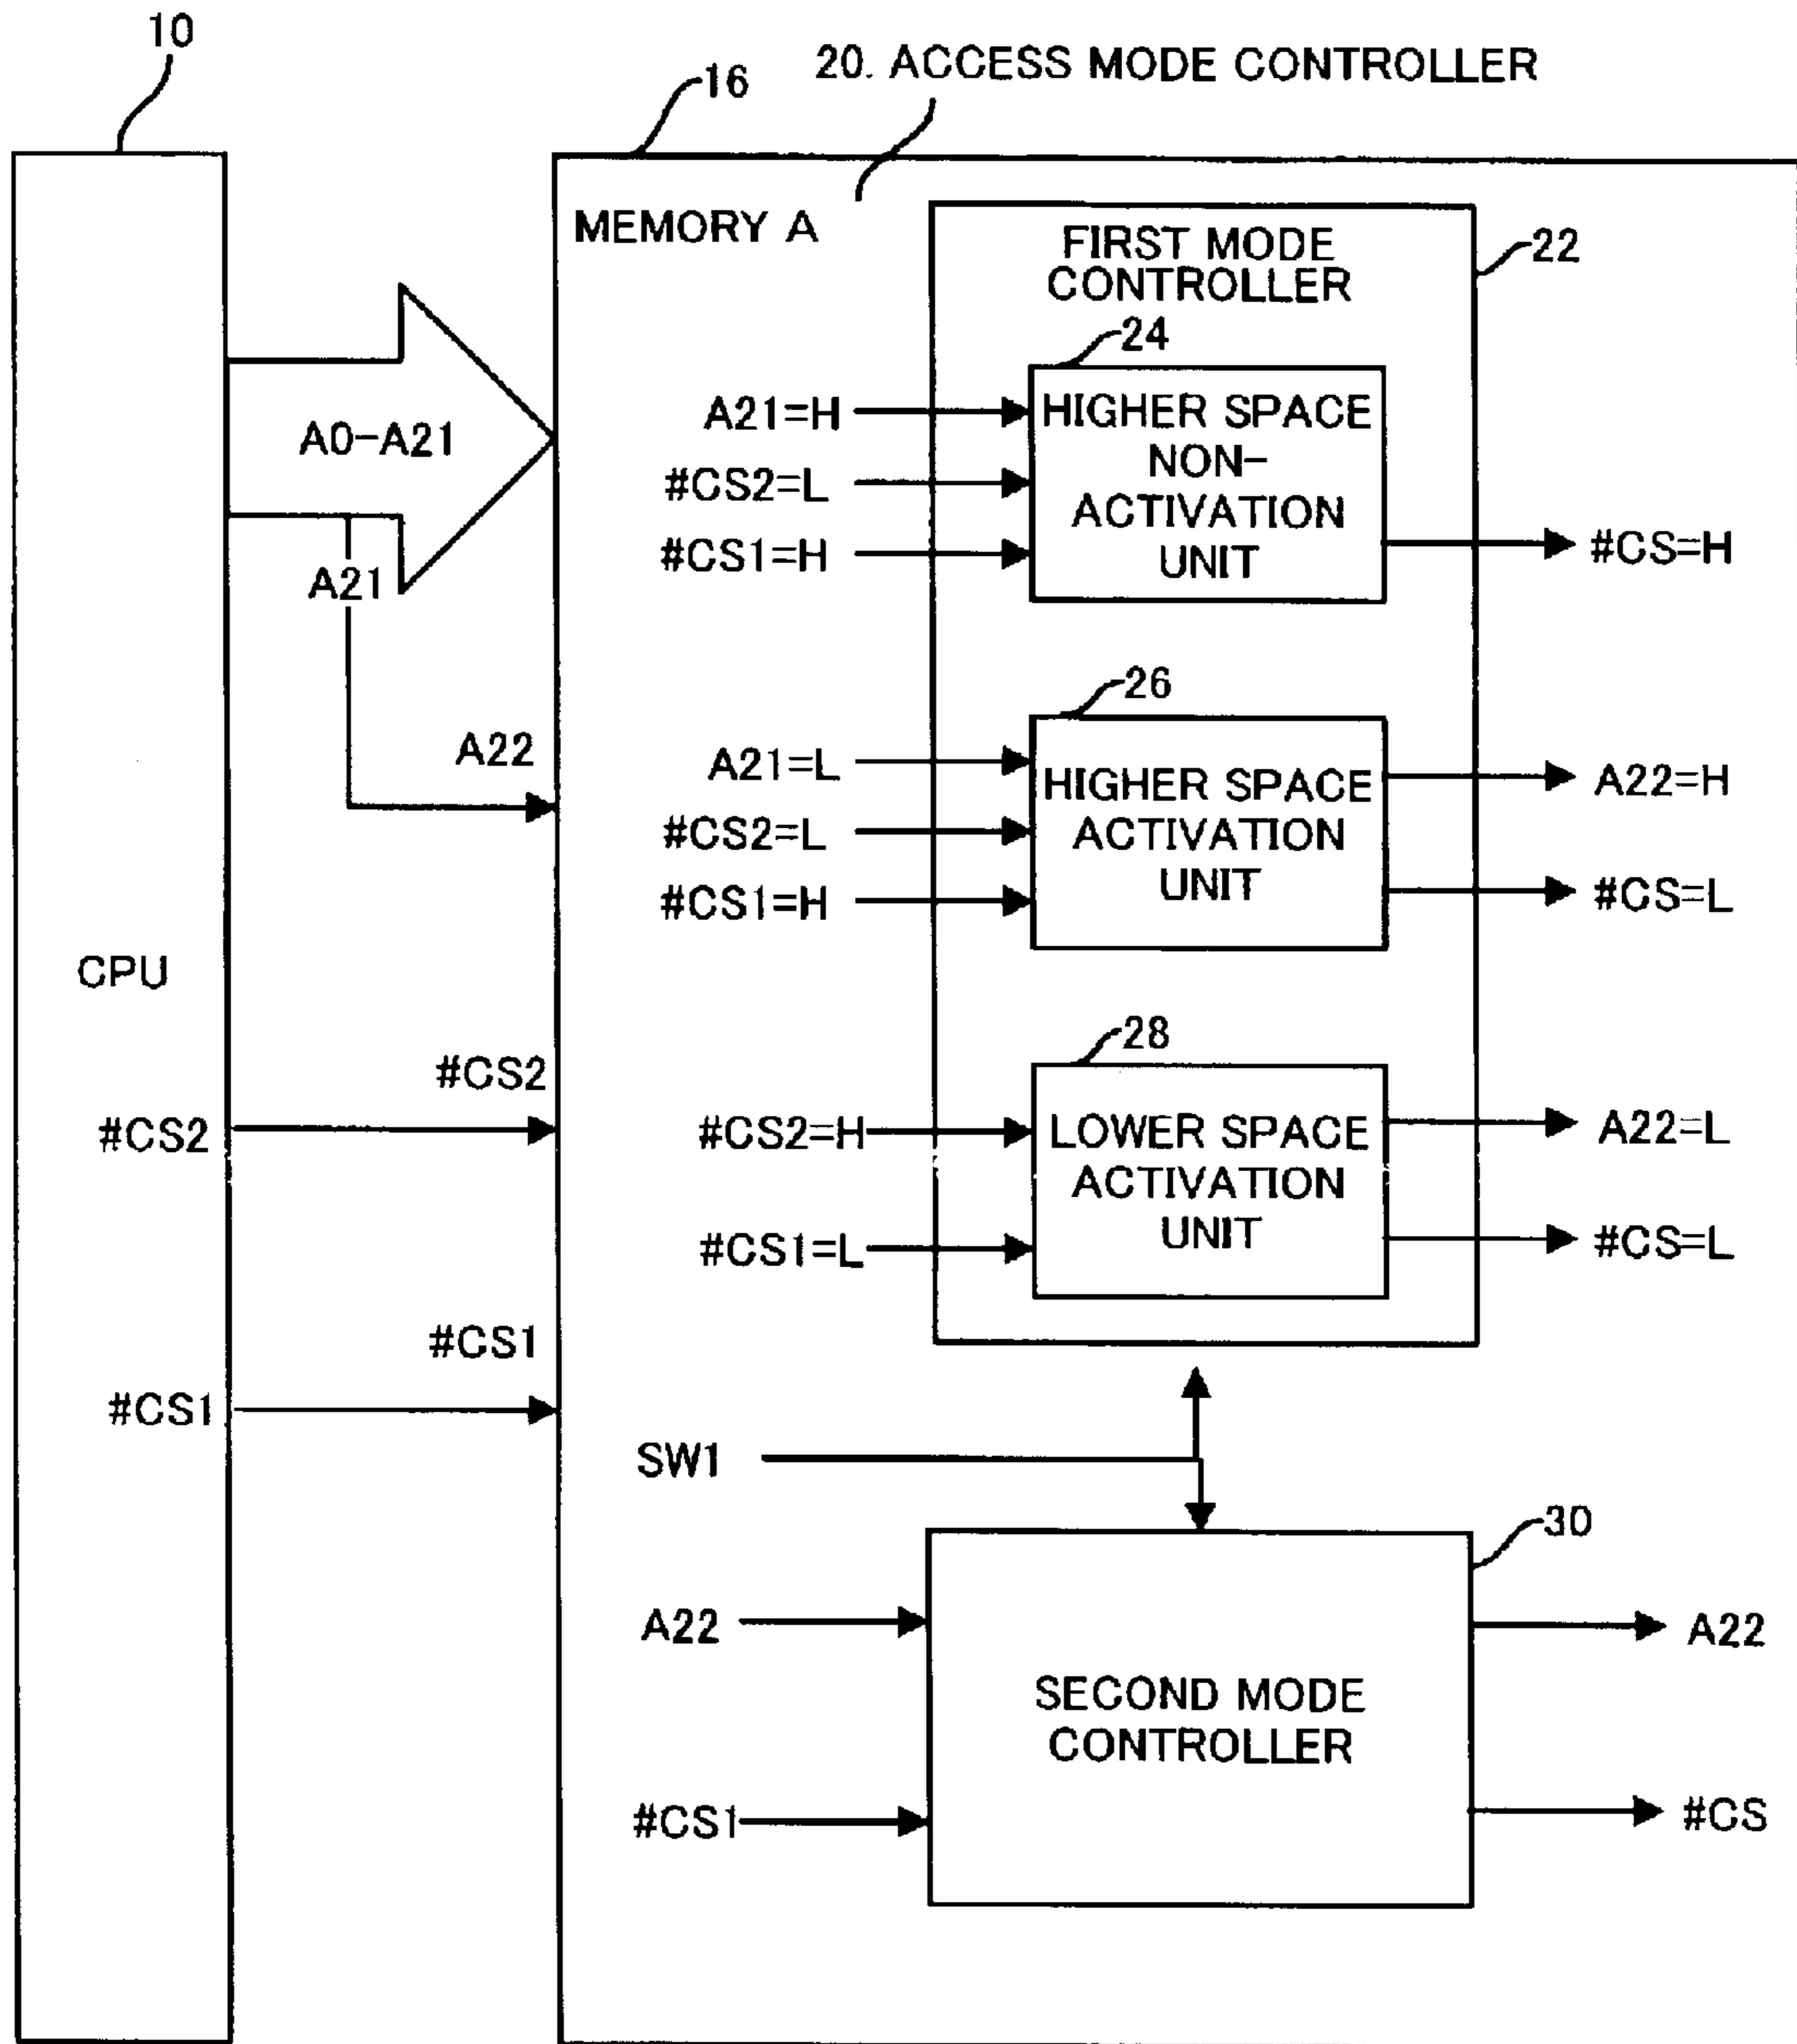 10
16
20. ACCESS MODE CONTROLLER
MEMORY A
FIRST MODE
CONTROLLER
22
24
A21=H
#CS2=L
#CS1=H
HIGHER SPACE
NON-
ACTIVATION
UNIT
#CS=H
A0-A21
A21
A22
26
A21=L
#CS2=L
#CS1=H
HIGHER SPACE
ACTIVATION
UNIT
A22=H
#CS=L
CPU
28
#CS2
#CS2
#CS2=H
#CS1=L
LOWER SPACE
ACTIVATION
UNIT
A22=L
#CS=L
#CS1
#CS1
SW1
30
A22
#CS1
SECOND MODE
CONTROLLER
A22
#CS